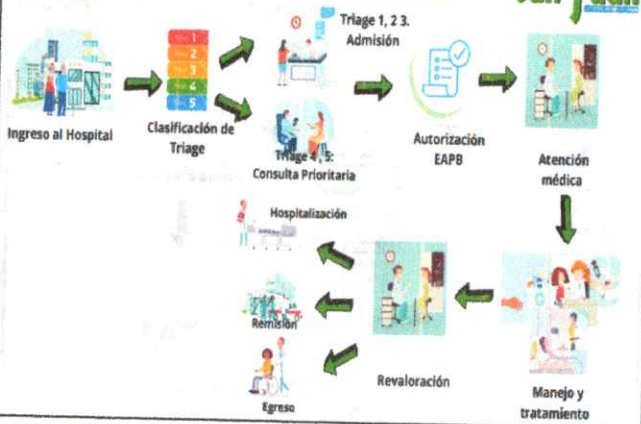 Ingreso al Hospital
1
2
3
4
5
Clasificación de
Triage
Triage 1, 2 3.
Admisión
Triage 4 , 5:
Consulta Prioritaria
Autorización
EAPB
Atención
médica
Manejo y
tratamiento
Revaloración
Hospitalización
Remisión
Egreso